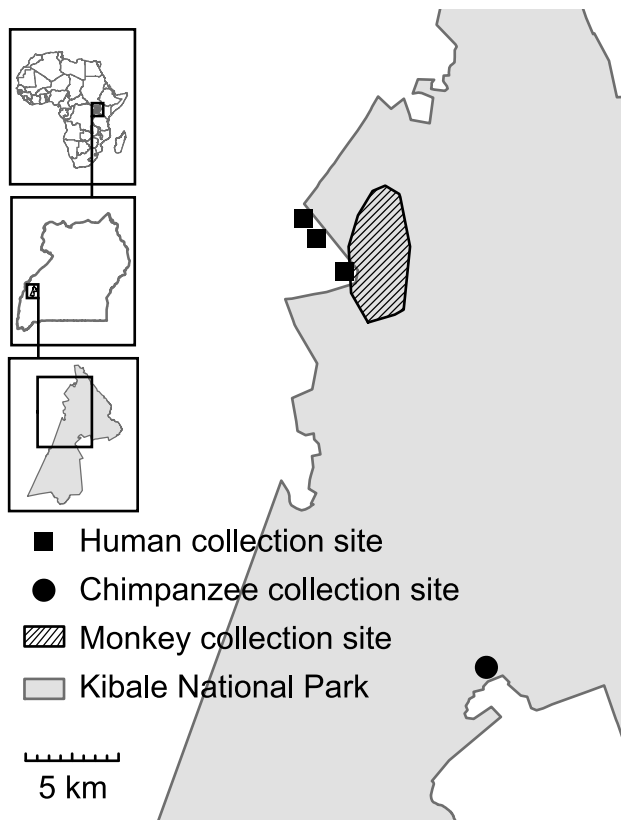 Human collection site
Chimpanzee collection site
Monkey collection site
Kibale National Park
5 km